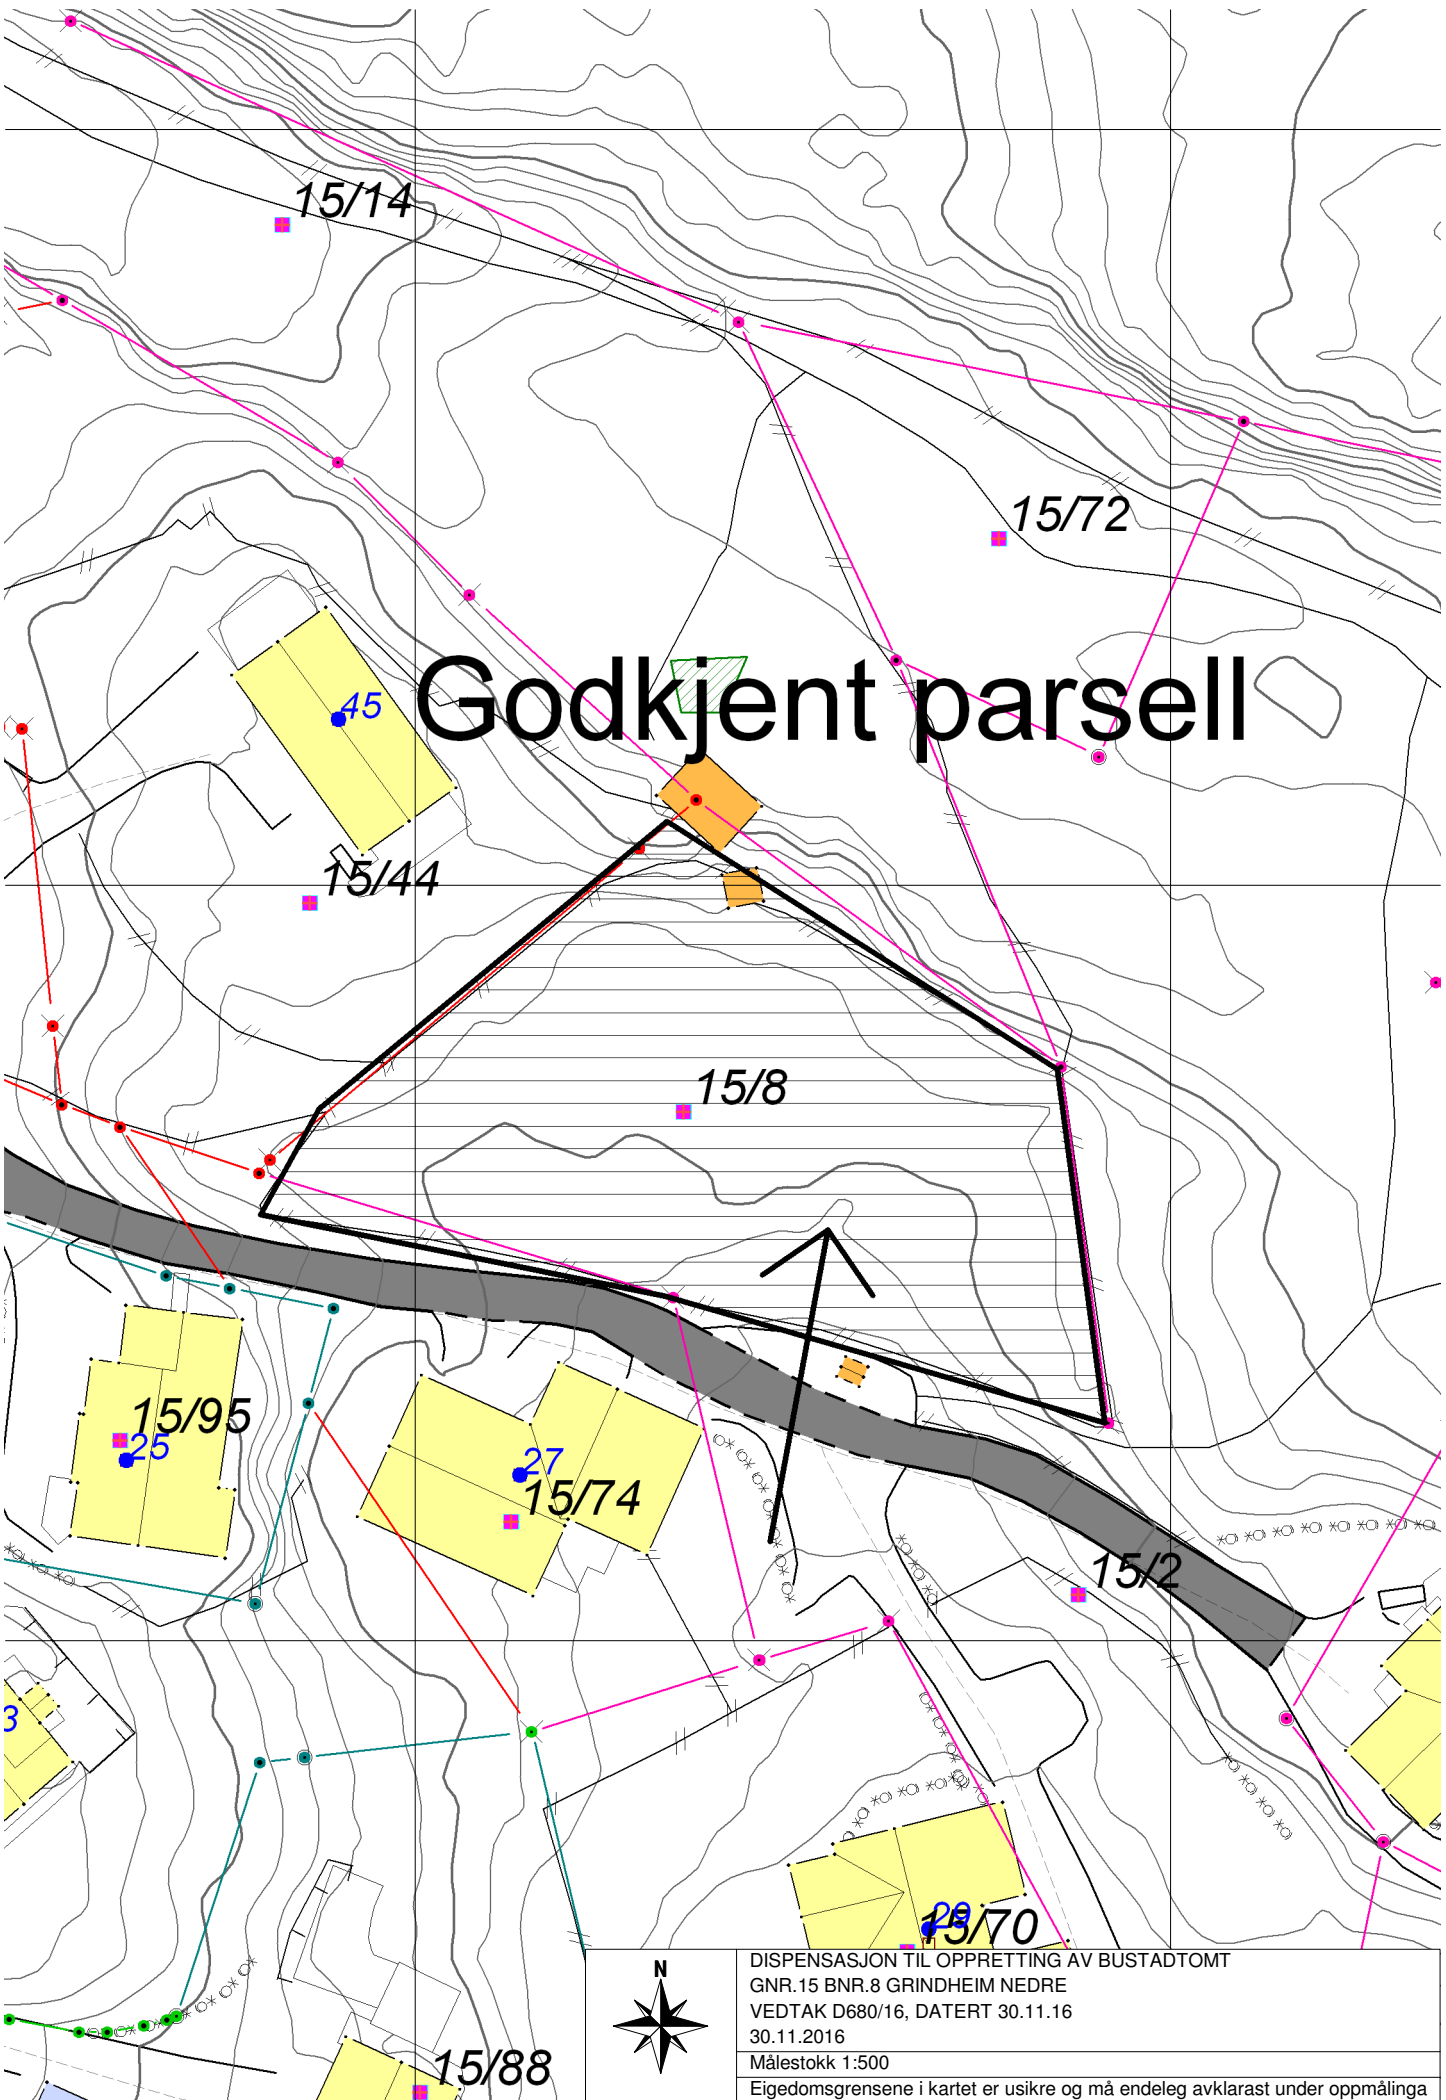 15/14
15/72
Godkjent parsell
45
15/44
15/8
15/95
25
27
15/74
15/2
3
29
15/70
15/88
N
DISPENSASJON TIL OPPRETTING AV BUSTADTOMT
GNR.15 BNR.8 GRINDHEIM NEDRE
VEDTAK D680/16, DATERT 30.11.16
30.11.2016
Målestokk 1:500
Eigedomsgrensene i kartet er usikre og må endeleg avklarast under oppmålinga